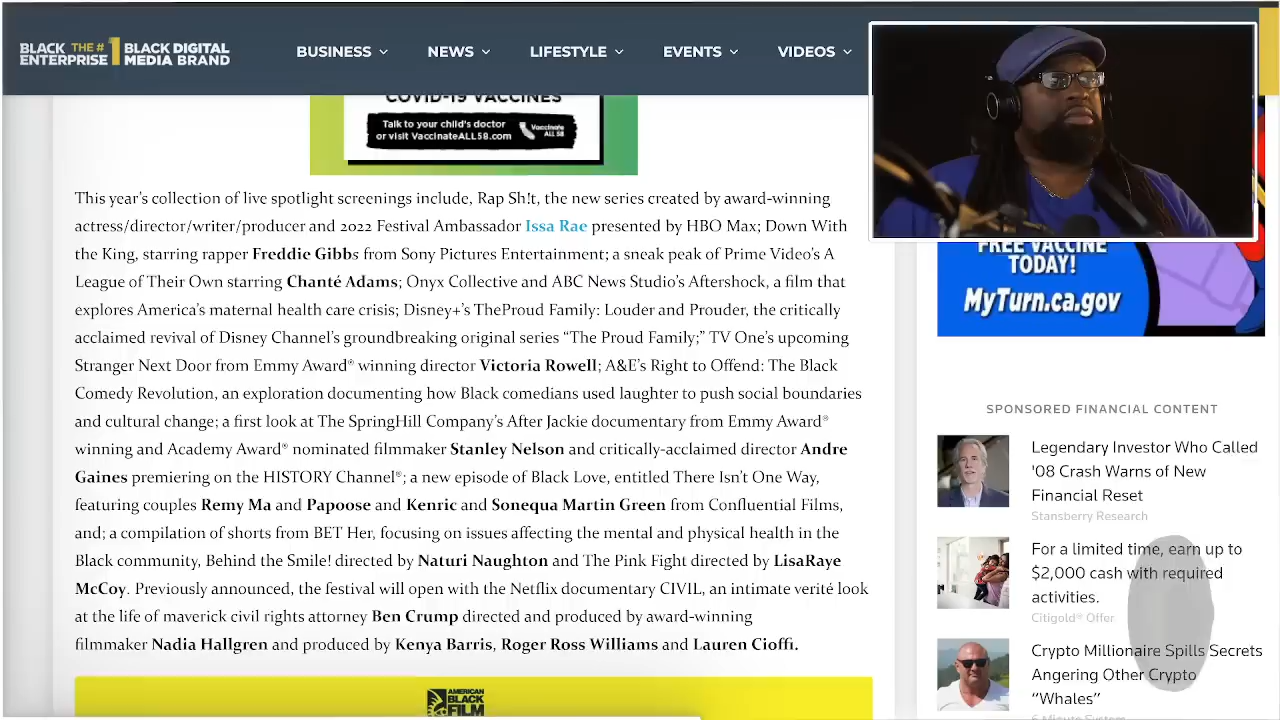 BLACK THE # 1 BLACK DIGITAL
ENTERPRISE MEDIA BRAND
BUSINESS
NEWS
LIFESTYLE
EVENTS
VIDEOS
COVID-19 VACCINES
Talk to your child's doctor
or visit VaccinateALL58.com
Vaccinate
ALL 58
This year's collection of live spotlight screenings include, Rap Sh!t, the new series created by award-winning
actress/director/writer/producer and 2022 Festival Ambassador Issa Rae presented by HBO Max; Down With
the King, starring rapper Freddie Gibbs from Sony Pictures Entertainment; a sneak peak of Prime Video's A
League of Their Own starring Chanté Adams; Onyx Collective and ABC News Studio's Aftershock, a film that
explores America's maternal health care crisis; Disney+'s TheProud Family: Louder and Prouder, the critically
acclaimed revival of Disney Channel's groundbreaking original series “The Proud Family;” TV One's upcoming
Stranger Next Door from Emmy Award® winning director Victoria Rowell; A&E's Right to Offend: The Black
Comedy Revolution, an exploration documenting how Black comedians used laughter to push social boundaries
and cultural change; a first look at The SpringHill Company's After Jackie documentary from Emmy Award®
winning and Academy Award® nominated filmmaker Stanley Nelson and critically-acclaimed director Andre
Gaines premiering on the HISTORY Channel®; a new episode of Black Love, entitled There Isn't One Way,
featuring couples Remy Ma and Papoose and Kenric and Sonequa Martin Green from Confluential Films,
and; a compilation of shorts from BET Her, focusing on issues affecting the mental and physical health in the
Black community, Behind the Smile! directed by Naturi Naughton and The Pink Fight directed by LisaRaye
McCoy. Previously announced, the festival will open with the Netflix documentary CIVIL, an intimate verité look
at the life of maverick civil rights attorney Ben Crump directed and produced by award-winning
filmmaker Nadia Hallgren and produced by Kenya Barris, Roger Ross Williams and Lauren Cioffi.
AMERICAN
BLACK
FILM
FREE VACCINE
TODAY!
MyTurn.ca.gov
SPONSORED FINANCIAL CONTENT
Legendary Investor Who Called
'08 Crash Warns of New
Financial Reset
Stansberry Research
For a limited time, earn up to
$2,000 cash with required
activities.
Citigold® Offer
Crypto Millionaire Spills Secrets
Angering Other Crypto
“Whales”
6 Minute System